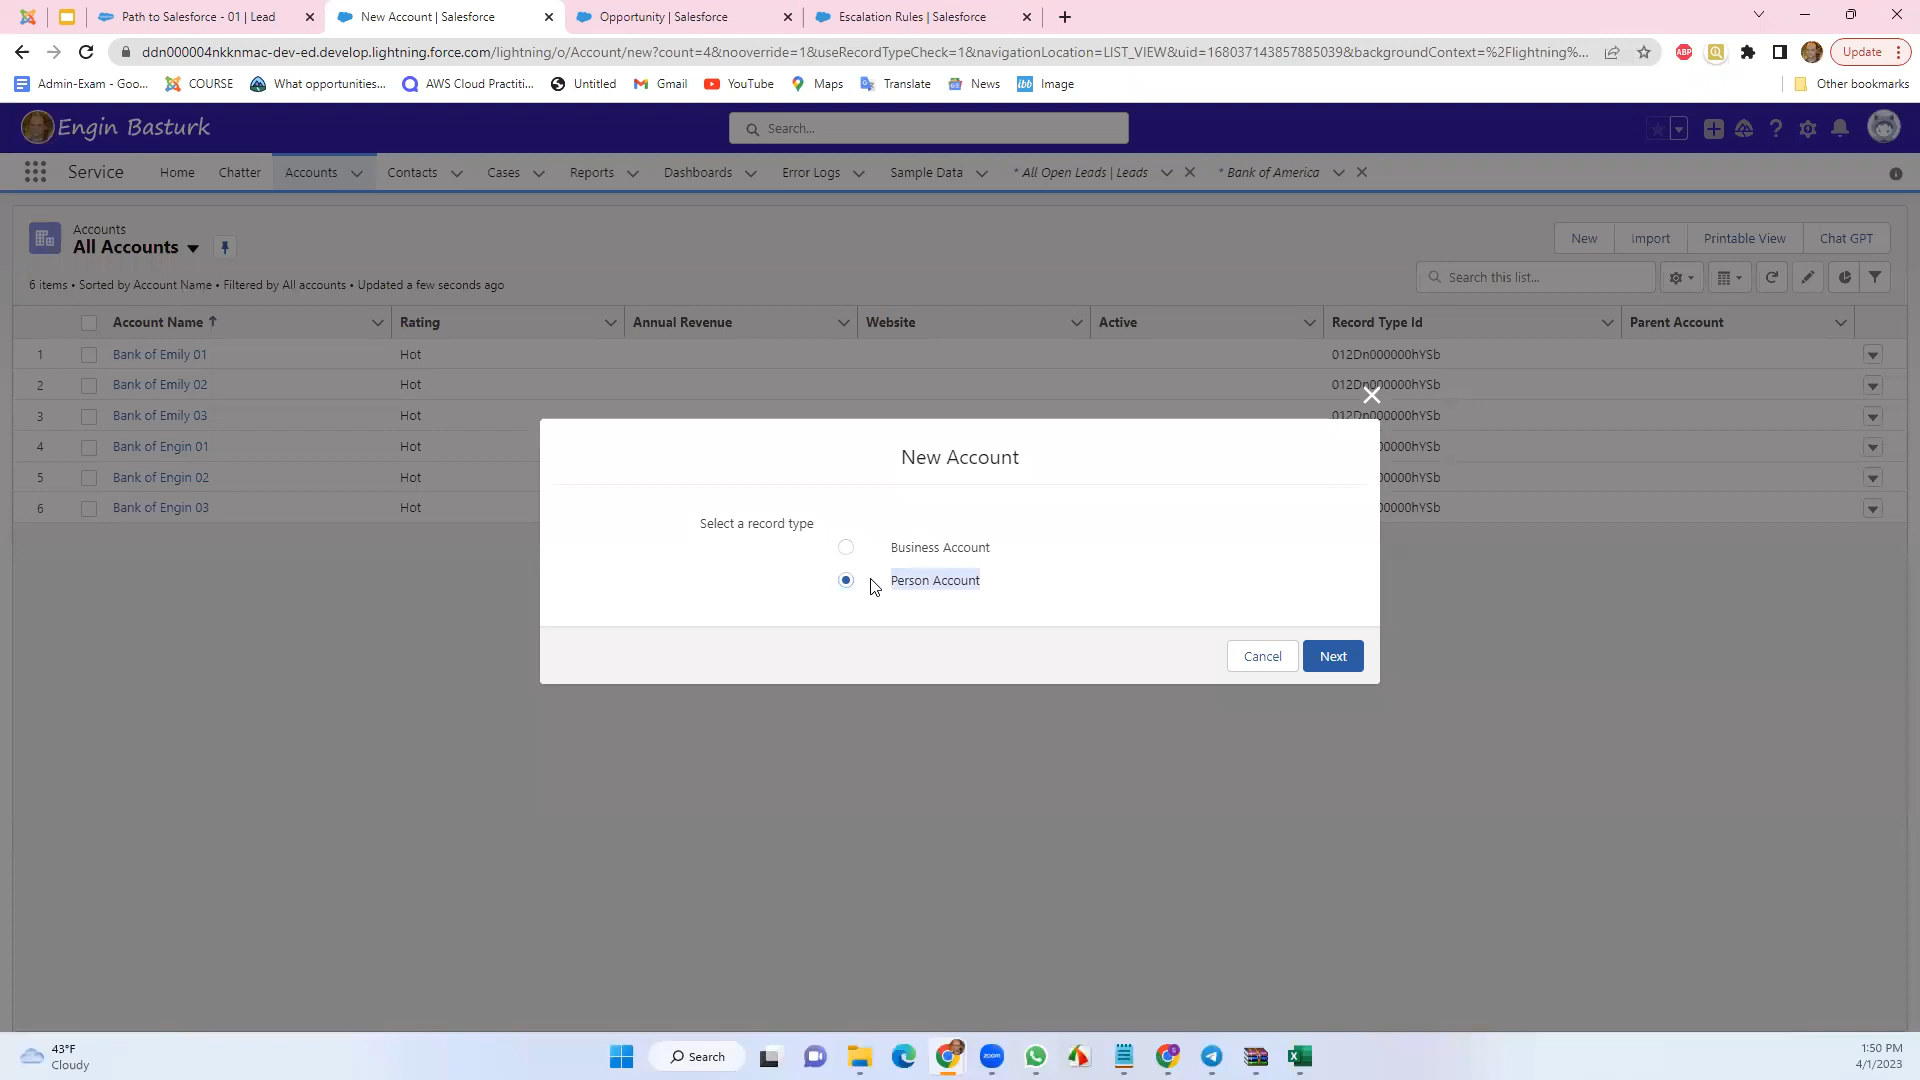 Path to Salesforce - 01 | Lead
New Account | Salesforce
Opportunity | Salesforce
Escalation Rules | Salesforce
ddn000004nkknmac-dev-ed.develop.lightning.force.com/lightning/o/Account/new?count=4&nooverride=1&useRecordTypeCheck=1&navigationLocation=LIST_VIEW&uid=168037143857885039&backgroundContext=%2Flightning%...
ABP
Update
Admin-Exam - Goo...
COURSE
What opportunities...
AWS Cloud Practiti...
Untitled
Gmail
YouTube
Maps
Translate
News
ibb Image
Other bookmarks
Engin Basturk
Search...
Service
Home
Chatter
Accounts
Contacts
Cases
Reports
Dashboards
Error Logs
Sample Data
* All Open Leads | Leads
* Bank of America
Accounts
All Accounts
New
Import
Printable View
Chat GPT
6 items • Sorted by Account Name • Filtered by All accounts • Updated a few seconds ago
Search this list...
Account Name ↑
Rating
Annual Revenue
Website
Active
Record Type Id
Parent Account
1 Bank of Emily 01 Hot 012Dn000000hYSb
2 Bank of Emily 02 Hot 012Dn000000hYSb
3 Bank of Emily 03 Hot 012Dn000000hYSb
4 Bank of Engin 01 Hot 00000hYSb
5 Bank of Engin 02 Hot 00000hYSb
6 Bank of Engin 03 Hot 00000hYSb
New Account
Select a record type
Business Account
Person Account
Cancel
Next
43°F
Cloudy
Search
zoom
1:50 PM
4/1/2023